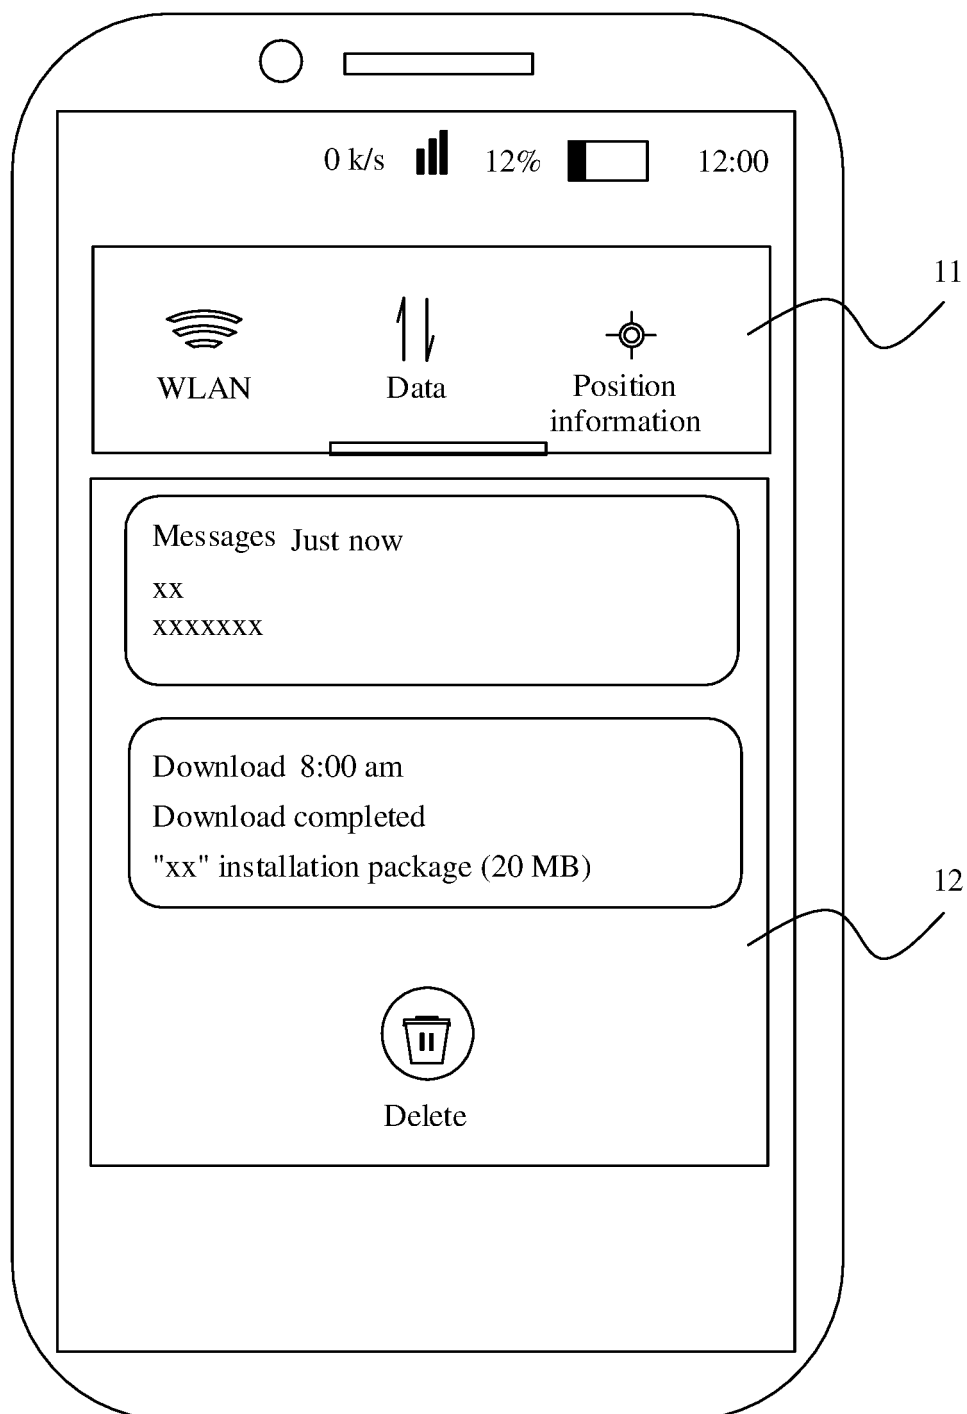 0 k/s 12% 12:00
11
WLAN Data Position
information
Messages Just now
xx
xxxxxxx
Download 8:00 am
Download completed
"xx" installation package (20 MB)
12
Delete